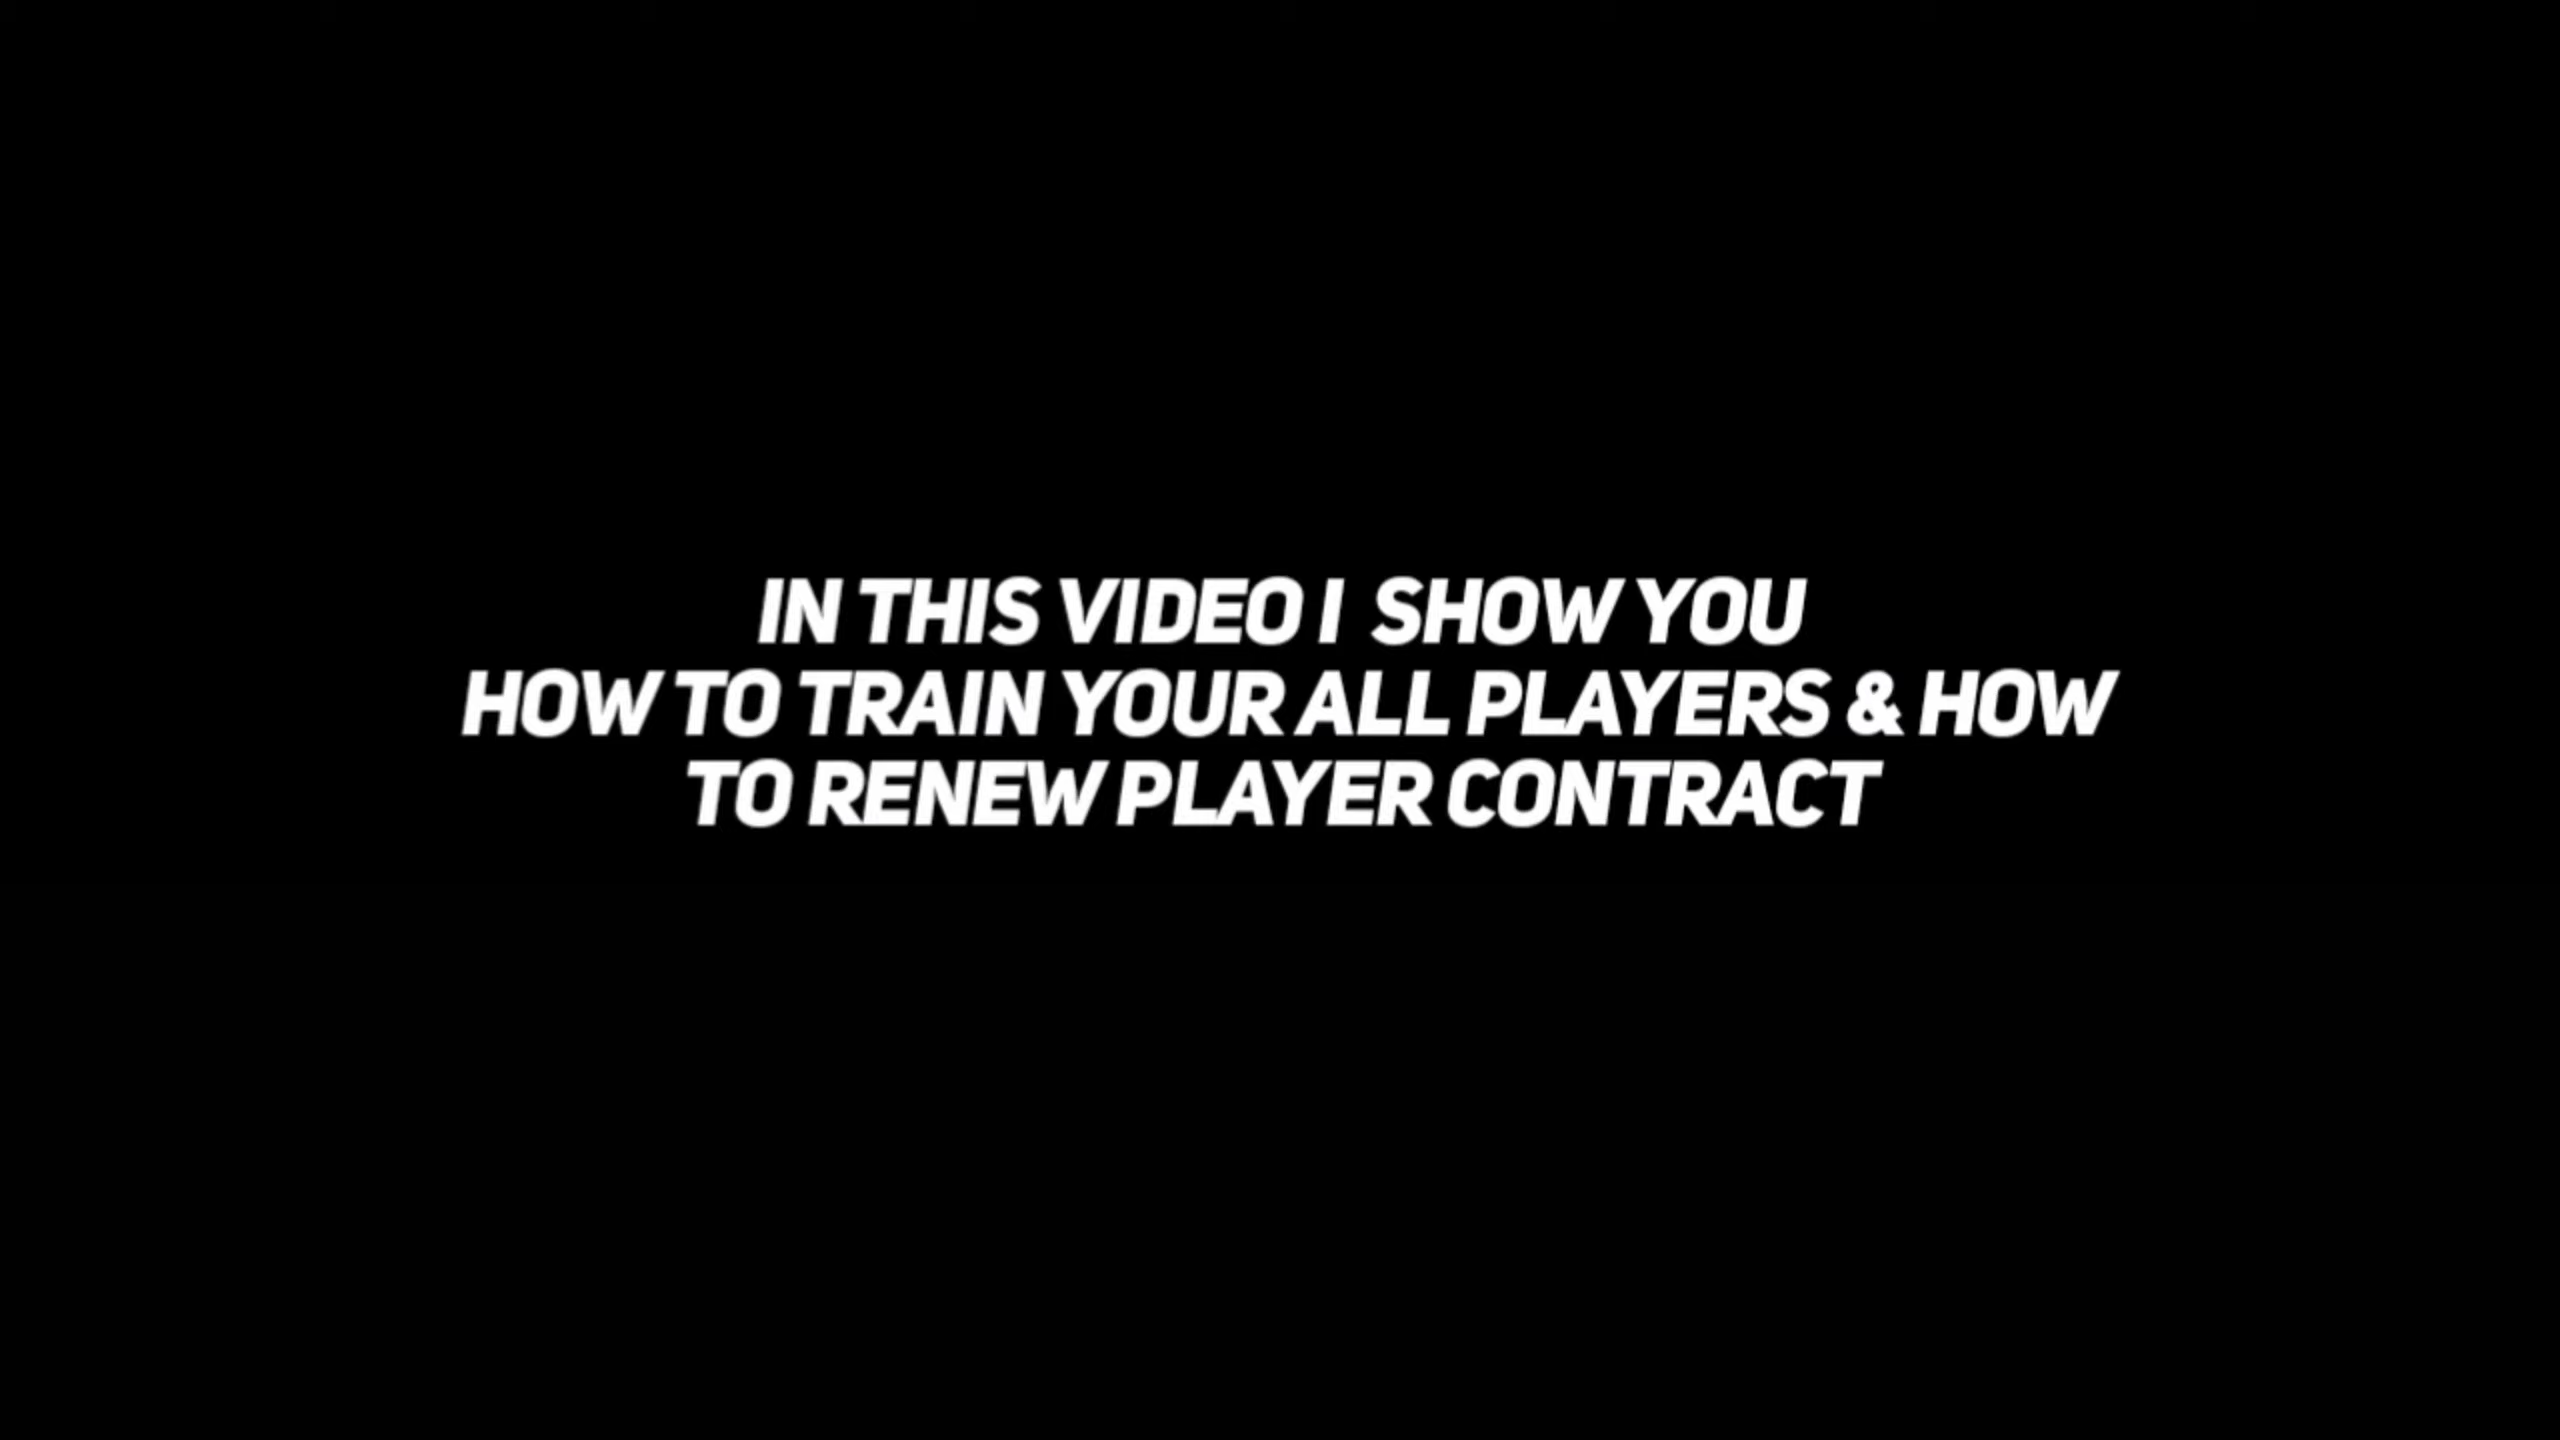 IN THIS VIDEO I SHOW YOU
HOW TO TRAIN YOUR ALL PLAYERS & HOW
TO RENEW PLAYER CONTRACT